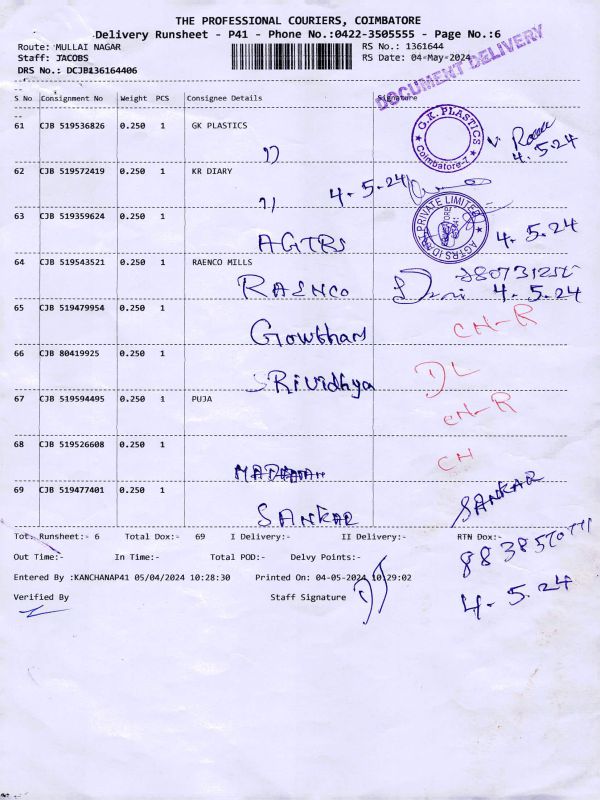 THE PROFESSIONAL COURIERS, COIMBATORE
Delivery Runsheet - P41 - Phone No.:0422-3505555 - Page No.:6
Route: MULLAI NAGAR RS No.: 1361644
Staff: JACOBS RS Date: 04-May-2024
DRS No.: DCJB136164406
DOCUMENT DELIVERY
S No Consignment No Weight PCS Consignee Details Signature
61 CJB 519536826 0.250 1 GK PLASTICS
G.K. PLASTICS Coimbatore-7
4.5.24
62 CJB 519572419 0.250 1 KR DIARY
4.5.24
63 CJB 519359624 0.250 1
AGTRS PRIVATE LIMITED
AGTRS 4.5.24
64 CJB 519543521 0.250 1 RAENCO MILLS
RAENCO 4.5.24
65 CJB 519479954 0.250 1
Gowtham CN-R
66 CJB 80419925 0.250 1
SRividhya DL
67 CJB 519594495 0.250 1 PUJA
CN-R
68 CJB 519526608 0.250 1
CN
69 CJB 519477401 0.250 1
SANKAR SANKAR
Tot. Runsheet:- 6 Total Dox:- 69 I Delivery:- II Delivery:- RTN Dox:-
Out Time:- In Time:- Total POD:- Delvy Points:-
Entered By :KANCHANAP41 05/04/2024 10:28:30 Printed On: 04-05-2024 10:29:02
4.5.24
Verified By Staff Signature